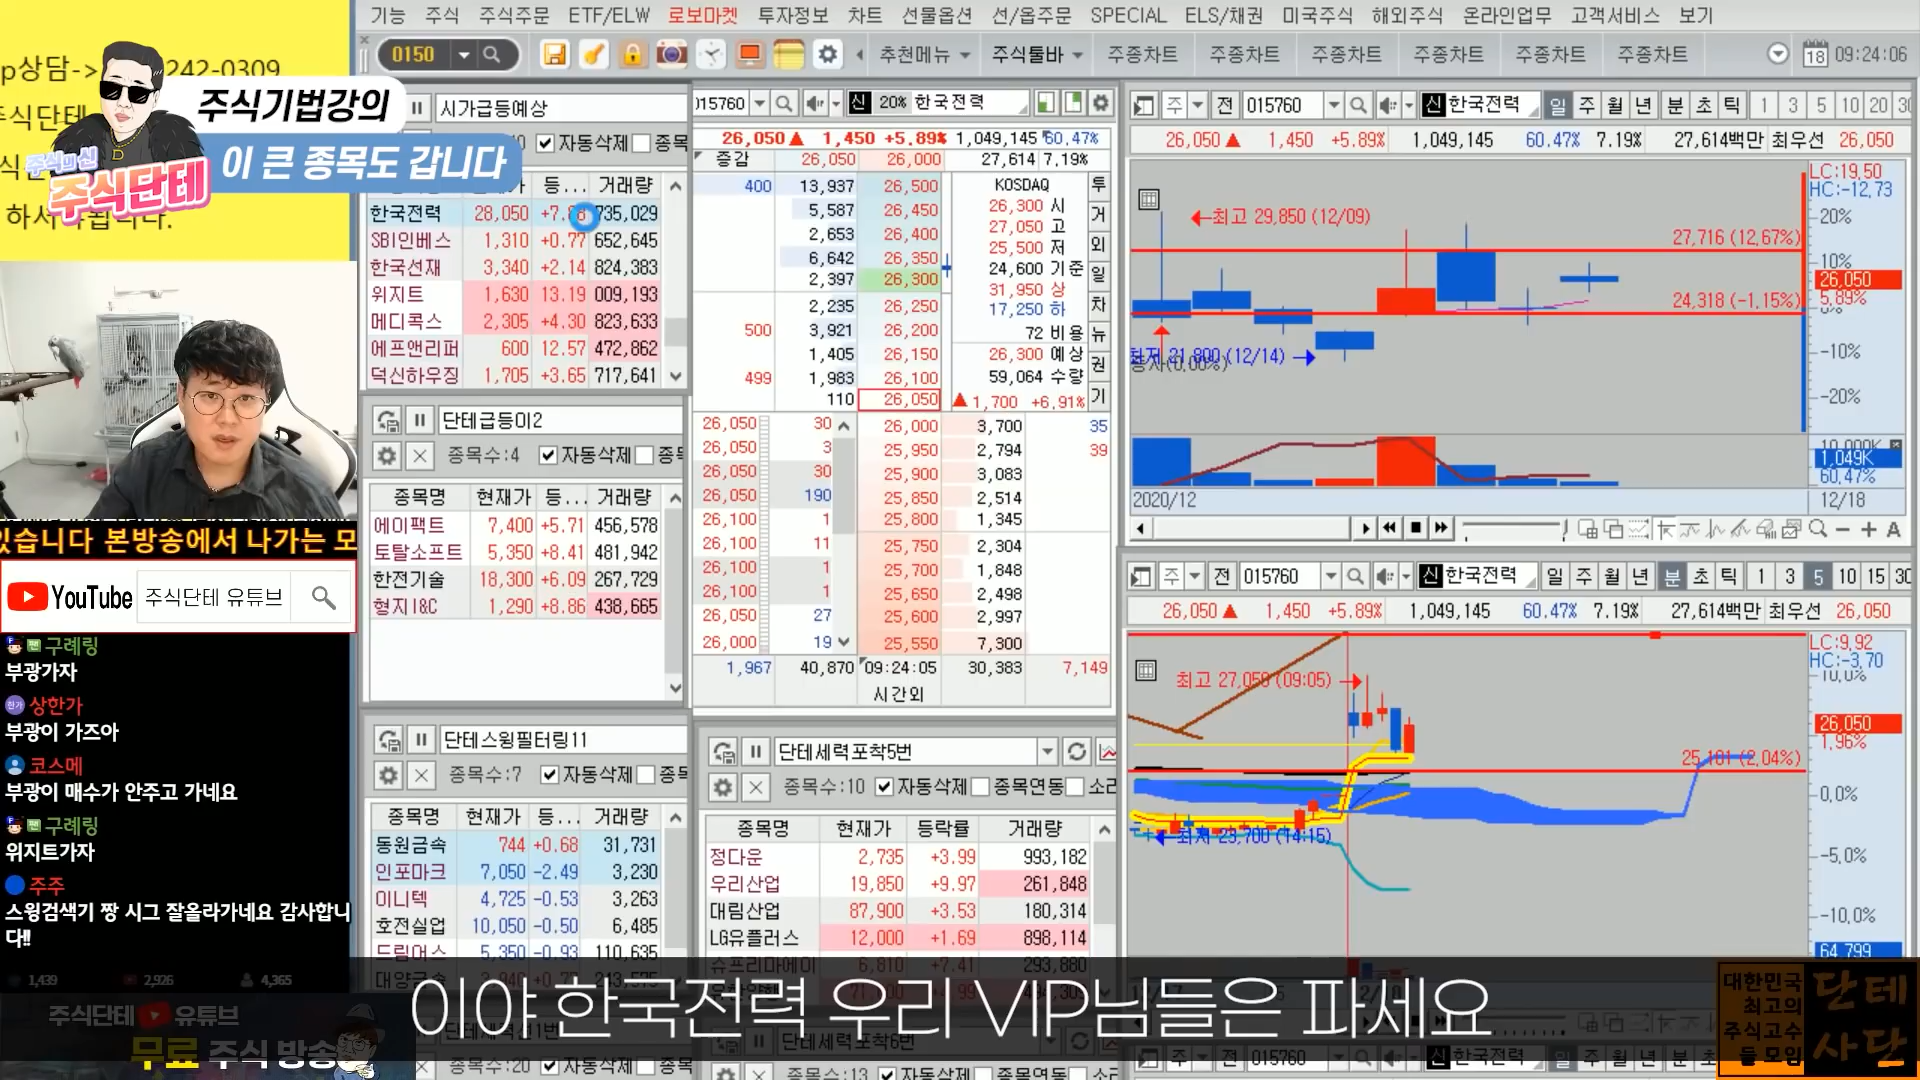 기능 주식 주식주문 ETF/ELW 로보마켓 투자정보 차트 선물옵션 선/옵주문 SPECIAL ELS/채권 미국주식 해외주식 온라인업무 고객서비스 보기
0150 추천메뉴 주식툴바 주종차트 주종차트 주종차트 주종차트 주종차트 주종차트 18 09:24:06
p상담-> 242-0309
주식단테
하시
주식기법강의
이 큰 종목도 갑니다
주식의신
주식단테
시가급등예상
자동삭제 종목
등... 거래량
한국전력 28,050 735,029
SBI인베스 1,310 +0.77 652,645
한국선재 3,340 +2.14 824,383
위지트 1,630 13.19 009,193
메디콕스 2,305 +4.30 823,633
에프앤리퍼 600 12.57 472,862
덕신하우징 1,705 +3.65 717,641
단테급등이2
종목수:4 자동삭제 종목
종목명 현재가 등... 거래량
에이팩트 7,400 +5.71 456,578
토탈소프트 5,350 +8.41 481,942
한전기술 18,300 +6.09 267,729
형지I&C 1,290 +8.86 438,665
단테스윙필터링11
종목수:7 자동삭제 종목
종목명 현재가 등... 거래량
동원금속 744 +0.68 31,731
인포마크 7,050 -2.49 3,230
이니텍 4,725 -0.53 3,263
호전실업 10,050 -0.50 6,485
드림어스 5,350 -0.93 110,635
015760 신 20% 한국전력
26,050 ▲ 1,450 +5.89% 1,049,145 60.47%
증감 26,050 26,000 27,614 7.19%
400 13,937 26,500 KOSDAQ 투
5,587 26,450 26,300 시 거
2,653 26,400 27,050 고
6,642 26,350 25,500 저 외
2,397 26,300 24,600 기준 일
2,235 26,250 31,950 상
17,250 하 차
500 3,921 26,200 72 비용 뉴
1,405 26,150 26,300 예상 권
499 1,983 26,100 59,064 수량
110 26,050 ▲ 1,700 +6.91% 기
26,050 30 26,000 3,700 35
26,050 3 25,950 2,794 39
26,050 30 25,900 3,083
26,050 190 25,850 2,514
26,100 1 25,800 1,345
26,100 11 25,750 2,304
26,100 1 25,700 1,848
26,100 1 25,650 2,498
26,050 27 25,600 2,997
26,000 19 25,550 7,300
1,967 40,870 09:24:05 30,383 7,149
시간외
단테세력포착5번
종목수:10 자동삭제 종목연동 소리
종목명 현재가 등락률 거래량
정다운 2,735 +3.99 993,182
우리산업 19,850 +9.97 261,848
대림산업 87,900 +3.53 180,314
LG유플러스 12,000 +1.69 898,114
슈프리마에이 6,810 +7.41 293,880
주 전 015760 신 한국전력 일 주 월 년 분 초 틱 1 3 5 10 20 30
26,050 ▲ 1,450 +5.89% 1,049,145 60.47% 7.19% 27,614백만 최우선 26,050
LC:19,50
HC:-12,73
최고 29,850 (12/09)
20%
27,716 (12,67%)
10%
26,050
5,89%
24,318 (-1,15%)
0%
최저 21,800 (12/14)
-10%
-20%
10,000K
1,049K
60,47%
2020/12 12/18
주 전 015760 신 한국전력 일 주 월 년 분 초 틱 1 3 5 10 15 30
26,050 ▲ 1,450 +5.89% 1,049,145 60.47% 7.19% 27,614백만 최우선 26,050
LC:9,92
HC:-3,70
10,0%
최고 27,050 (09:05)
26,050
1,96%
25,101 (2,04%)
0,0%
최저 23,700 (14:15)
-5,0%
-10,0%
64,799
있습니다 본방송에서 나가는 모
YouTube 주식단테 유튜브
구례링
부광가자
상한가
부광이 가즈아
코스메
부광이 매수가 안주고 가네요
구례링
위지트가자
주주
스윙검색기 짱 시그 잘올라가네요 감사합니
다!!
1,439 2,926 4,365
주식단테 유튜브
무료 주식 방송
이야 한국전력 우리 VIP님들은 파세요
대한민국
최고의
주식고수
들 모임
단테
사단
종목수:20 자동삭제 종목
단테세력포착6번
종목수:13 자동삭제 종목연동 소리
주 전 015760 신 한국전력 일 주 월 년 분 초